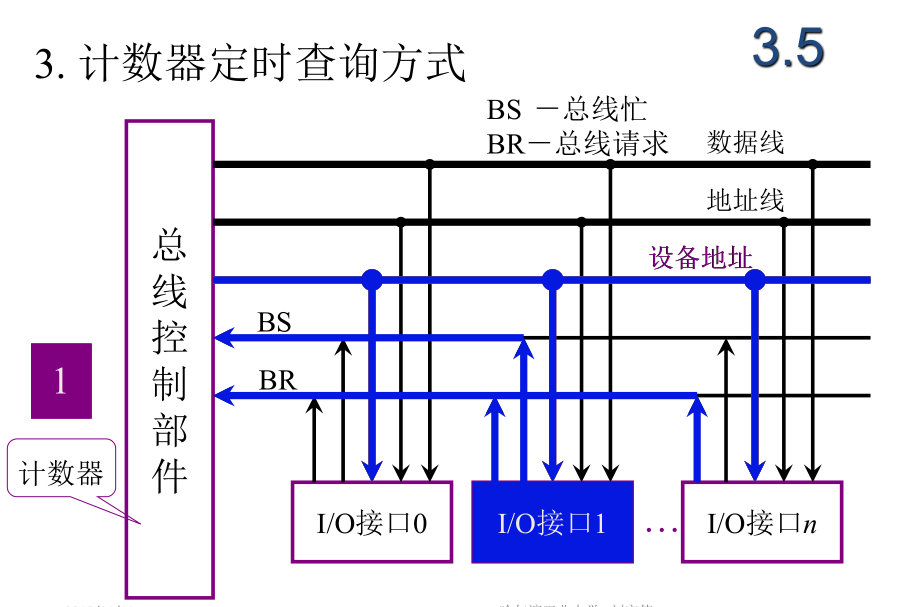 3. 计数器定时查询方式
3.5
BS －总线忙
BR－总线请求
数据线
地址线
设备地址
BS
BR
总线控制部件
1
计数器
I/O接口0
I/O接口1
…
I/O接口n